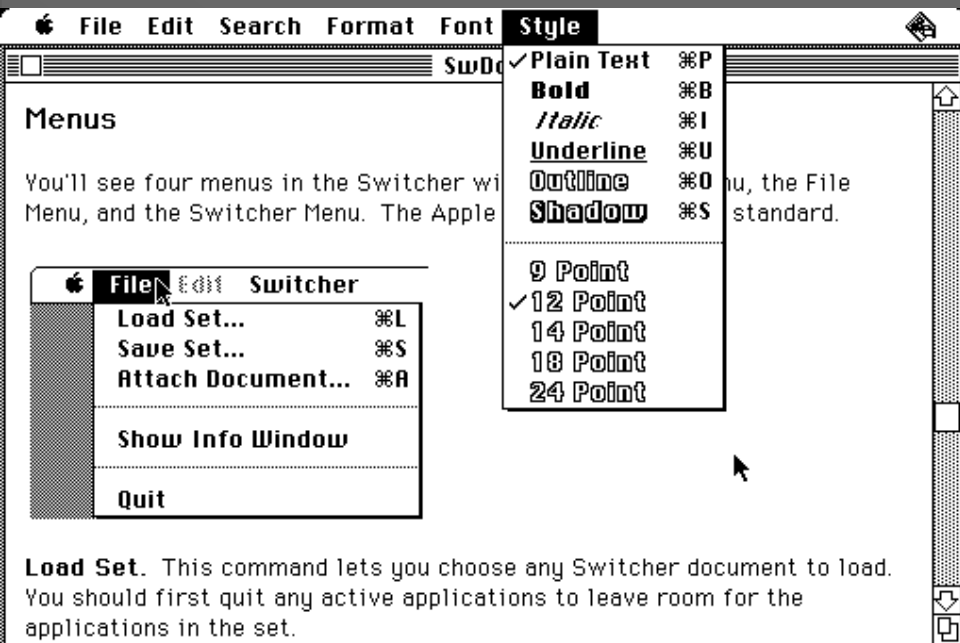 File Edit Search Format Font Style
SwDo
✓Plain Text ⌘P
Bold ⌘B
Italic ⌘I
Underline ⌘U
Outline ⌘O
Shadow ⌘S
9 Point
✓12 Point
14 Point
18 Point
24 Point
Menus
You'll see four menus in the Switcher wi nu, the File
Menu, and the Switcher Menu. The Apple standard.
File Edit Switcher
Load Set... ⌘L
Save Set... ⌘S
Attach Document... ⌘A
Show Info Window
Quit
Load Set. This command lets you choose any Switcher document to load.
You should first quit any active applications to leave room for the
applications in the set.